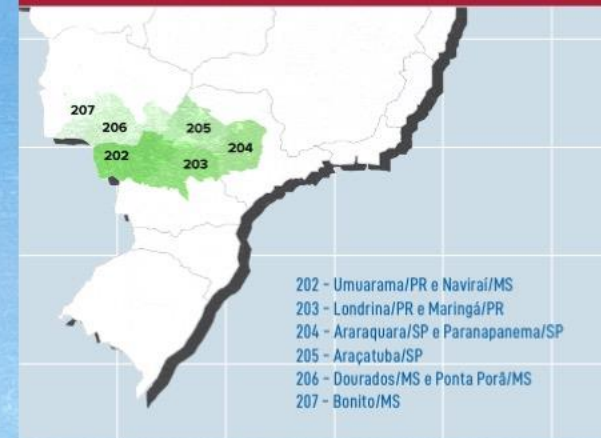 207
206
205
204
202
203
202 - Umuarama/PR e Naviraí/MS
203 - Londrina/PR e Maringá/PR
204 - Araraquara/SP e Paranapanema/SP
205 - Araçatuba/SP
206 - Dourados/MS e Ponta Porã/MS
207 - Bonito/MS